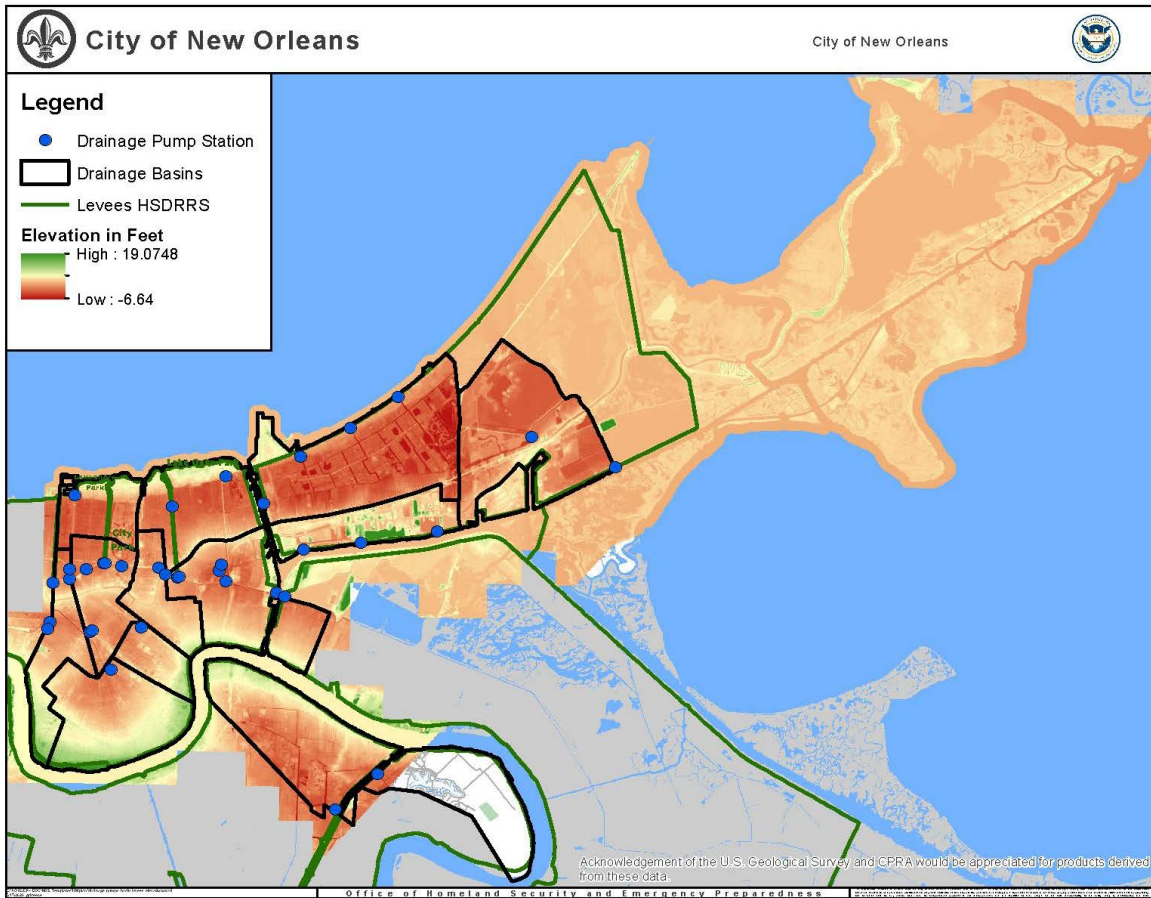 City of New Orleans
City of New Orleans
Legend
Drainage Pump Station
Drainage Basins
Levees HSDRRS
Elevation in Feet
High : 19.0748
Low : -6.64
Park
City
Acknowledgement of the U.S. Geological Survey and CPRA would be appreciated for products derived
from these data.
Office of Homeland Security and Emergency Preparedness